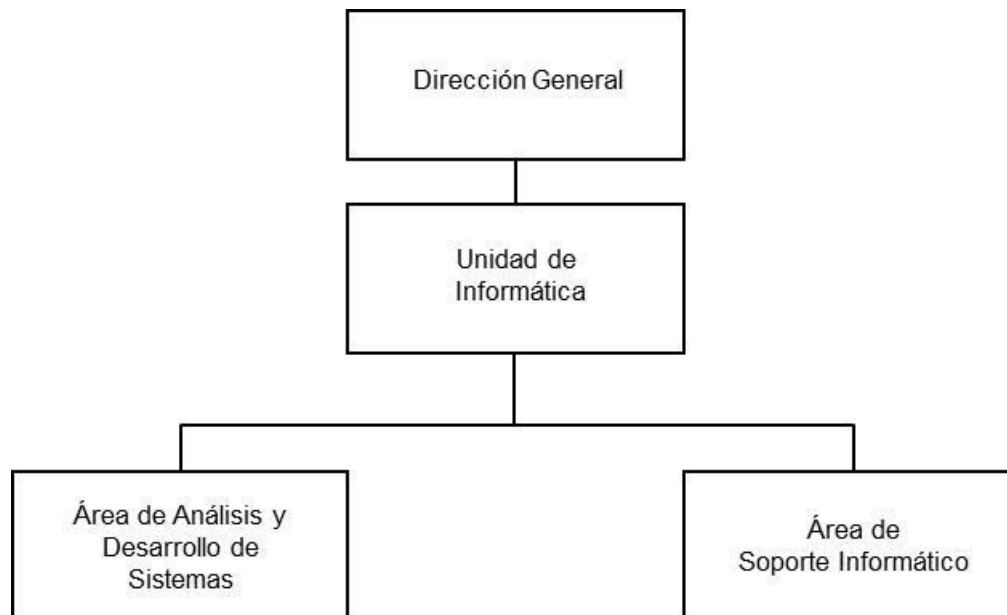 Dirección General
Unidad de
Informática
Área de Análisis y
Desarrollo de
Sistemas
Área de
Soporte Informático